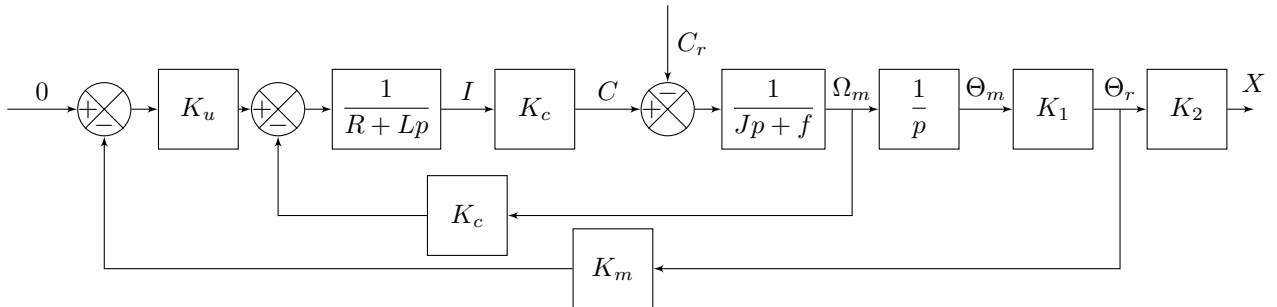 C_r
0 + − K_u + − 1/(R + Lp) I K_c C + − 1/(Jp + f) Ω_m 1/p Θ_m K_1 Θ_r K_2 X
K_c
K_m